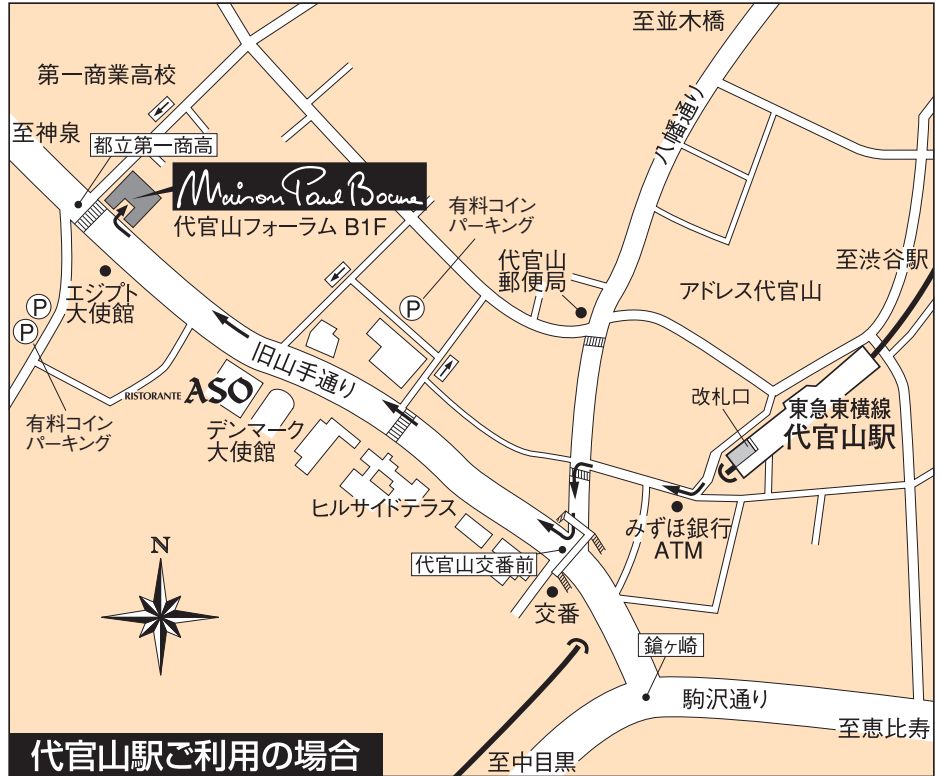 至並木橋
第一商業高校
八幡通り
至神泉
都立第一商高
Maison Paul Bocuse
代官山フォーラム B1F
有料コイン
パーキング
代官山
郵便局
至渋谷駅
アドレス代官山
エジプト
大使館
P
P
P
旧山手通り
RISTORANTE ASO
改札口
東急東横線
代官山駅
有料コイン
パーキング
デンマーク
大使館
ヒルサイドテラス
みずほ銀行
ATM
N
代官山交番前
交番
鎗ヶ崎
駒沢通り
至恵比寿
代官山駅ご利用の場合
至中目黒